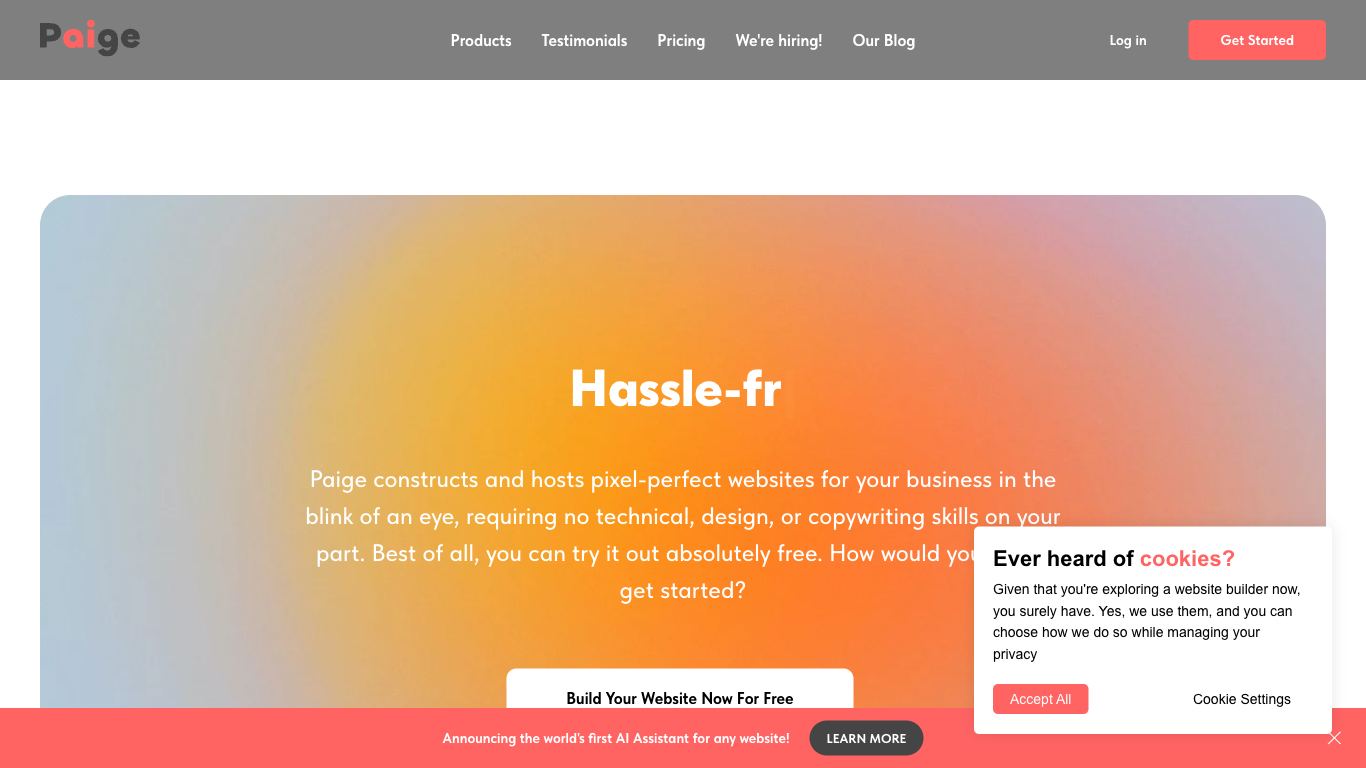 Paige
Products
Testimonials
Pricing
We're hiring!
Our Blog
Log in
Get Started
Hassle-fr
Paige constructs and hosts pixel-perfect websites for your business in the
blink of an eye, requiring no technical, design, or copywriting skills on your
part. Best of all, you can try it out absolutely free. How would you
get started?
Build Your Website Now For Free
Ever heard of cookies?
Given that you're exploring a website builder now,
you surely have. Yes, we use them, and you can
choose how we do so while managing your
privacy
Accept All
Cookie Settings
Announcing the world's first AI Assistant for any website!
LEARN MORE